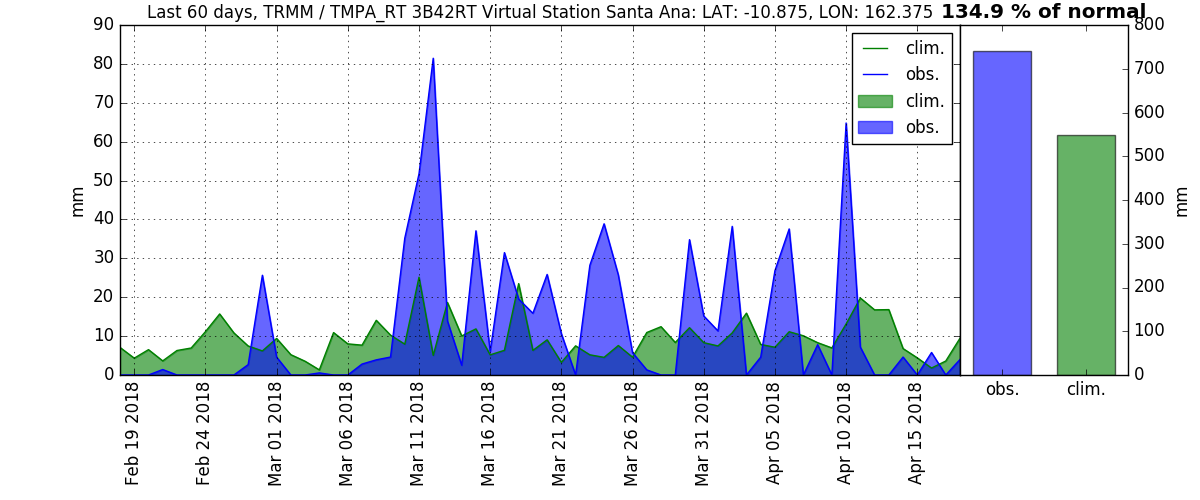 Last 60 days, TRMM / TMPA_RT 3B42RT Virtual Station Santa Ana: LAT: -10.875, LON: 162.375 134.9 % of normal
90
80
70
60
50
40
30
20
10
0
mm
clim.
obs.
clim.
obs.
Feb 19 2018
Feb 24 2018
Mar 01 2018
Mar 06 2018
Mar 11 2018
Mar 16 2018
Mar 21 2018
Mar 26 2018
Mar 31 2018
Apr 05 2018
Apr 10 2018
Apr 15 2018
800
700
600
500
400
300
200
100
0
mm
obs. clim.